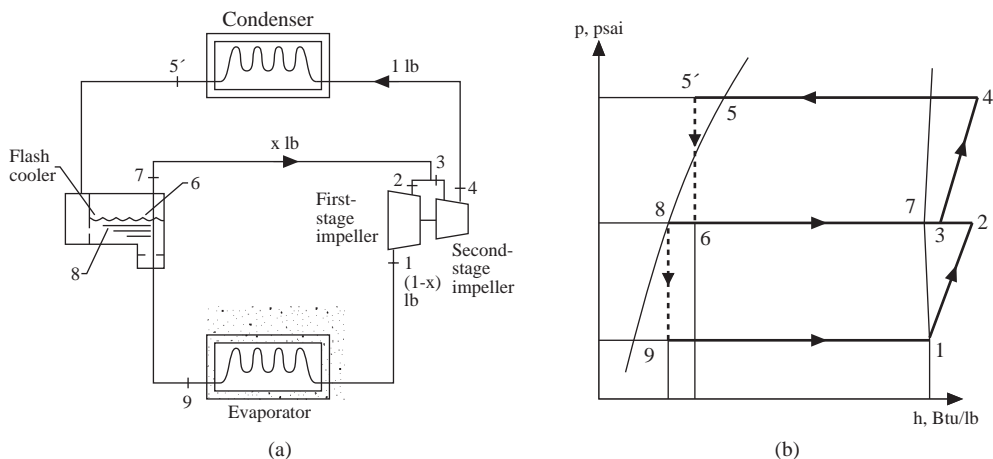 Condenser
5´
1 lb
x lb
Flash
cooler
7
6
8
2
3
4
First-
stage
impeller
Second-
stage
impeller
1
(1-x)
lb
9
Evaporator
(a)
p, psai
5´
5
4
8
6
7
3
2
9
1
h, Btu/lb
(b)